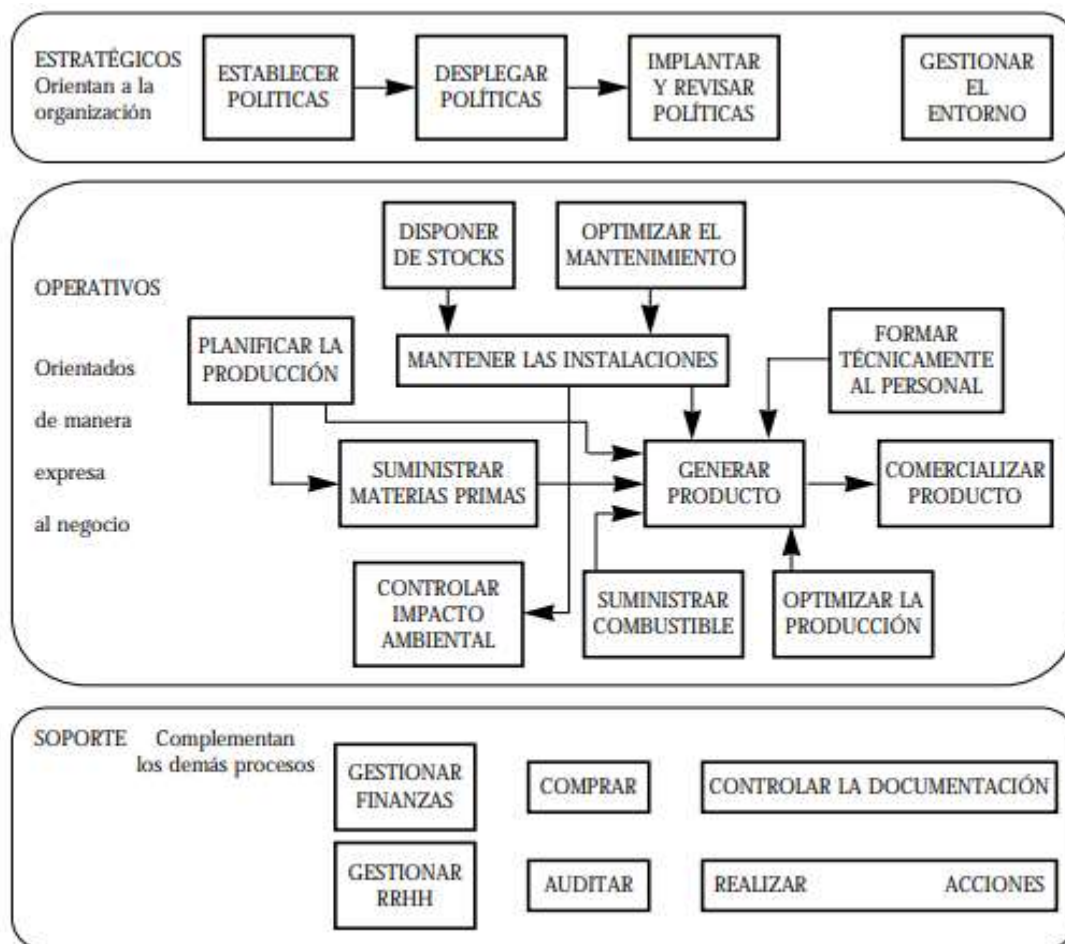 ESTRATÉGICOS
Orientan a la
organización
ESTABLECER
POLITICAS
DESPLEGAR
POLÍTICAS
IMPLANTAR
Y REVISAR
POLÍTICAS
GESTIONAR
EL
ENTORNO
OPERATIVOS
Orientados
de manera
expresa
al negocio
DISPONER
DE STOCKS
OPTIMIZAR EL
MANTENIMIENTO
PLANIFICAR LA
PRODUCCIÓN
MANTENER LAS INSTALACIONES
FORMAR
TÉCNICAMENTE
AL PERSONAL
SUMINISTRAR
MATERIAS PRIMAS
GENERAR
PRODUCTO
COMERCIALIZAR
PRODUCTO
CONTROLAR
IMPACTO
AMBIENTAL
SUMINISTRAR
COMBUSTIBLE
OPTIMIZAR LA
PRODUCCIÓN
SOPORTE Complementan
los demás procesos
GESTIONAR
FINANZAS
COMPRAR
CONTROLAR LA DOCUMENTACIÓN
GESTIONAR
RRHH
AUDITAR
REALIZAR ACCIONES